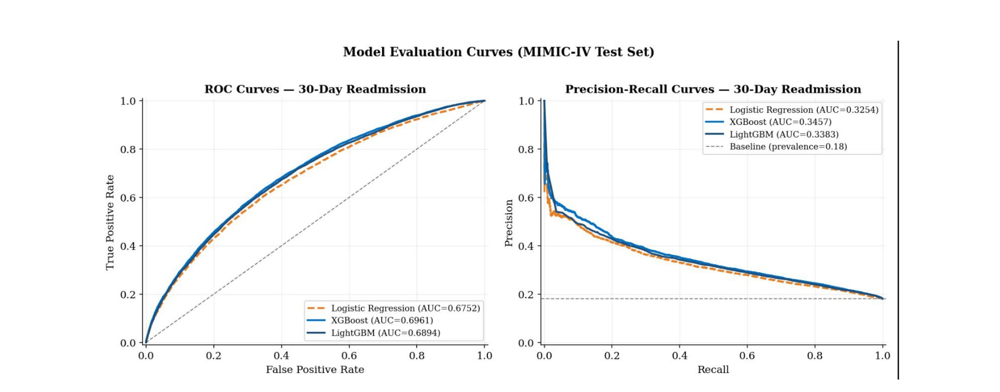 Model Evaluation Curves (MIMIC-IV Test Set)
ROC Curves — 30-Day Readmission
True Positive Rate
1.0
0.8
0.6
0.4
0.2
0.0
Logistic Regression (AUC=0.6752)
XGBoost (AUC=0.6961)
LightGBM (AUC=0.6894)
0.0 0.2 0.4 0.6 0.8 1.0
False Positive Rate
Precision-Recall Curves — 30-Day Readmission
Precision
1.0
0.8
0.6
0.4
0.2
0.0
Logistic Regression (AUC=0.3254)
XGBoost (AUC=0.3457)
LightGBM (AUC=0.3383)
Baseline (prevalence=0.18)
0.0 0.2 0.4 0.6 0.8 1.0
Recall